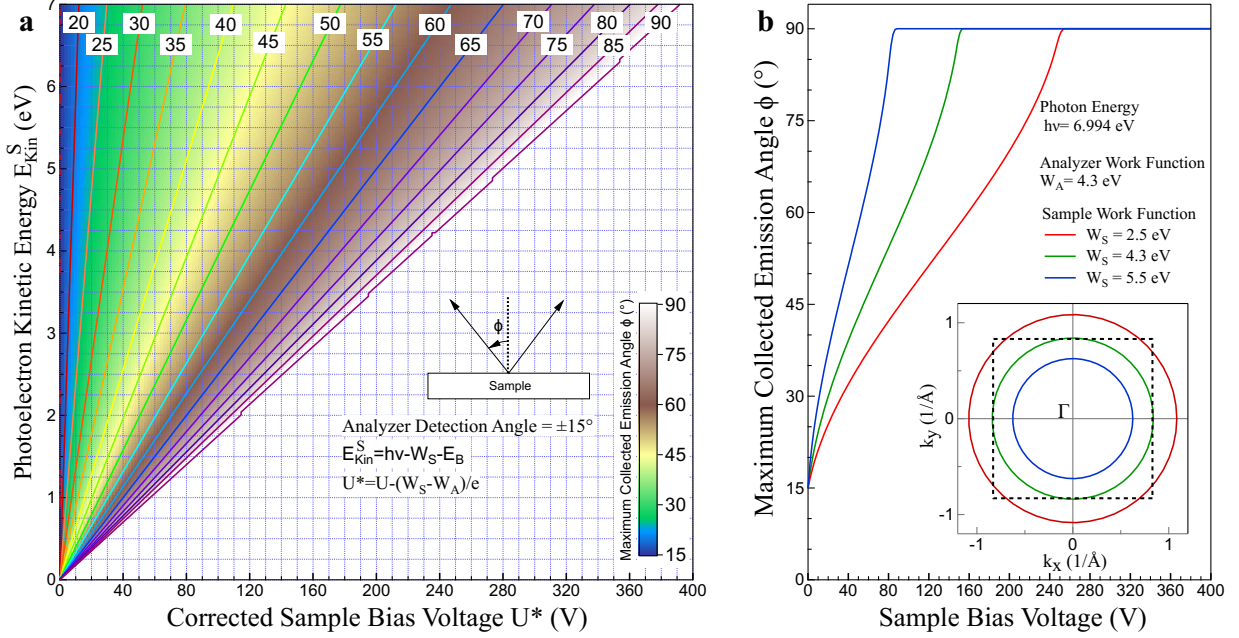 a
7
6
5
4
3
2
1
0
Photoelectron Kinetic Energy E^S_Kin (eV)
20 30 40 50 60 70 80 90
25 35 45 55 65 75 85
ϕ
Sample
Analyzer Detection Angle = ±15°
E^S_Kin=hν-W_S-E_B
U*=U-(W_S-W_A)/e
Maximum Collected Emission Angle ϕ (°)
90
75
60
45
30
15
0 40 80 120 160 200 240 280 320 360 400
Corrected Sample Bias Voltage U* (V)
b
90
75
60
45
30
15
0
Maximum Collected Emission Angle ϕ (°)
Photon Energy
hν= 6.994 eV
Analyzer Work Function
W_A= 4.3 eV
Sample Work Function
W_S = 2.5 eV
W_S = 4.3 eV
W_S = 5.5 eV
1
0
-1
k_y (1/Å)
Γ
-1 0 1
k_x (1/Å)
0 40 80 120 160 200 240 280 320 360 400
Sample Bias Voltage (V)